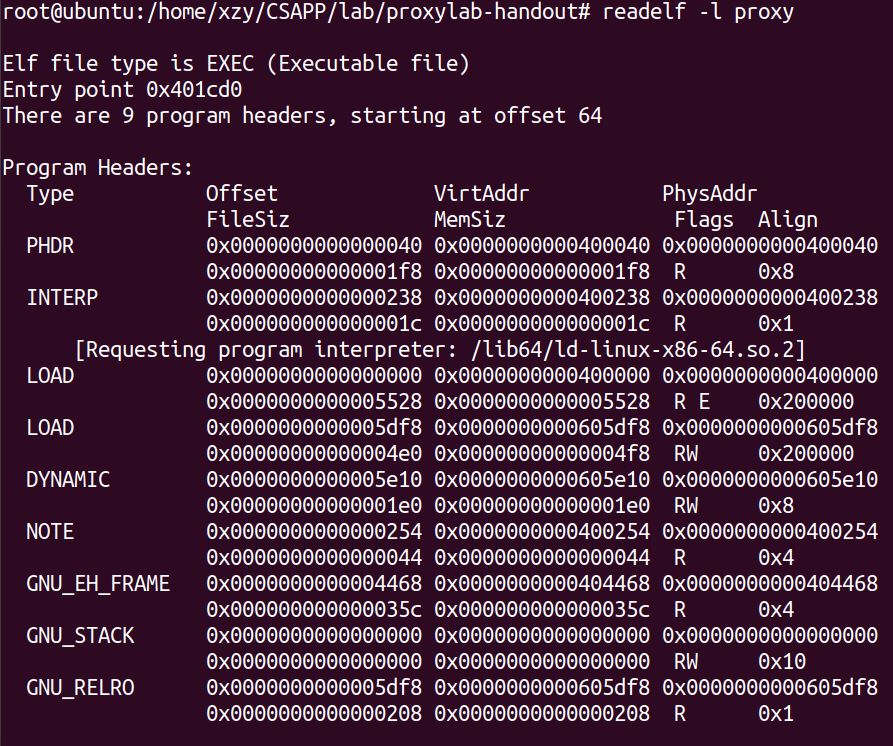 root@ubuntu:/home/xzy/CSAPP/lab/proxylab-handout# readelf -l proxy
Elf file type is EXEC (Executable file)
Entry point 0x401cd0
There are 9 program headers, starting at offset 64
Program Headers:
  Type           Offset             VirtAddr           PhysAddr
                 FileSiz            MemSiz              Flags  Align
  PHDR           0x0000000000000040 0x0000000000400040 0x0000000000400040
                 0x00000000000001f8 0x00000000000001f8  R      0x8
  INTERP         0x0000000000000238 0x0000000000400238 0x0000000000400238
                 0x000000000000001c 0x000000000000001c  R      0x1
      [Requesting program interpreter: /lib64/ld-linux-x86-64.so.2]
  LOAD           0x0000000000000000 0x0000000000400000 0x0000000000400000
                 0x0000000000005528 0x0000000000005528  R E    0x200000
  LOAD           0x0000000000005df8 0x0000000000605df8 0x0000000000605df8
                 0x00000000000004e0 0x00000000000004f8  RW     0x200000
  DYNAMIC        0x0000000000005e10 0x0000000000605e10 0x0000000000605e10
                 0x00000000000001e0 0x00000000000001e0  RW     0x8
  NOTE           0x0000000000000254 0x0000000000400254 0x0000000000400254
                 0x0000000000000044 0x0000000000000044  R      0x4
  GNU_EH_FRAME   0x0000000000004468 0x0000000000404468 0x0000000000404468
                 0x000000000000035c 0x000000000000035c  R      0x4
  GNU_STACK      0x0000000000000000 0x0000000000000000 0x0000000000000000
                 0x0000000000000000 0x0000000000000000  RW     0x10
  GNU_RELRO      0x0000000000005df8 0x0000000000605df8 0x0000000000605df8
                 0x0000000000000208 0x0000000000000208  R      0x1